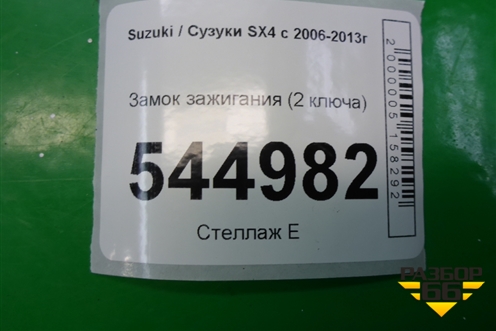 Suzuki / Сузуки SX4 с 2006-2013г
Замок зажигания (2 ключа)
544982
Стеллаж Е
2000005158292
РАЗБОР
66